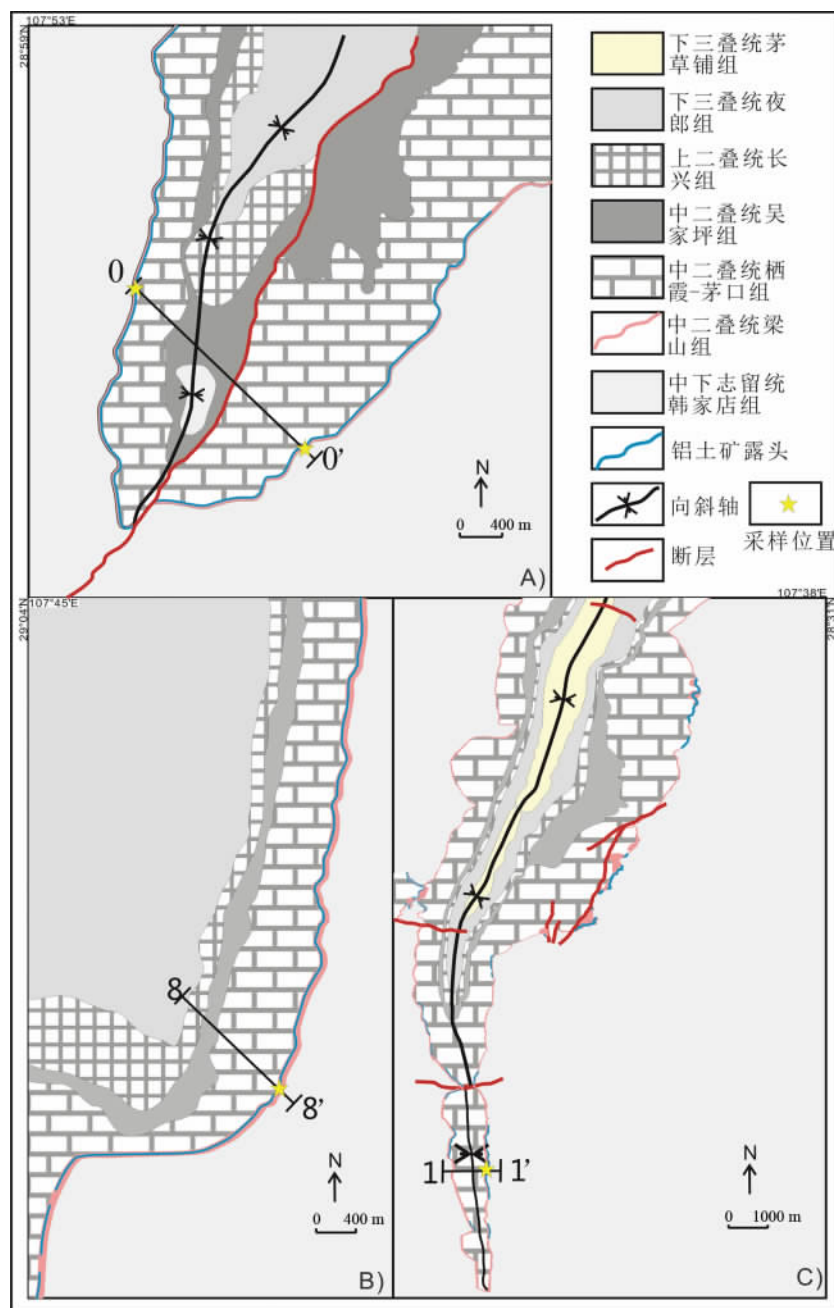 107°53'E
28°59'N
0
0'
N
0 400 m
A)
下三叠统茅
草铺组
下三叠统夜
郎组
上二叠统长
兴组
中二叠统吴
家坪组
中二叠统栖
霞-茅口组
中二叠统梁
山组
中下志留统
韩家店组
铝土矿露头
向斜轴
采样位置
断层
107°45'E
29°04'N
8
8'
N
0 400 m
B)
107°38'E
28°31'N
1
1'
N
0 1000 m
C)